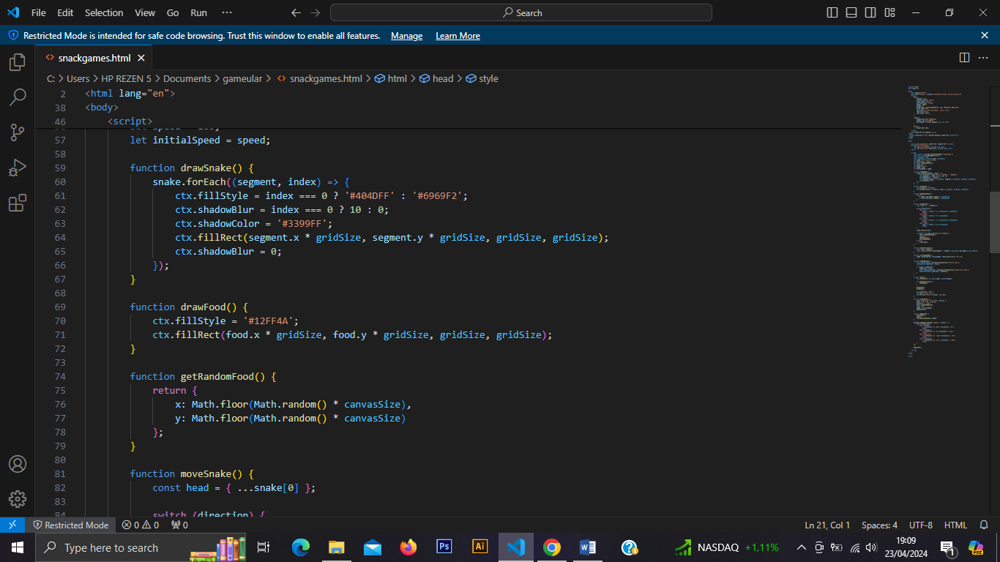 File Edit Selection View Go Run ··· Search
Restricted Mode is intended for safe code browsing. Trust this window to enable all features. Manage Learn More
snackgames.html
C: > Users > HP REZEN 5 > Documents > gameular > snackgames.html > html > head > style
2 <html lang="en">
38 <body>
46 <script>
57 let initialSpeed = speed;
58
59 function drawSnake() {
60 snake.forEach((segment, index) => {
61 ctx.fillStyle = index === 0 ? '#404DFF' : '#6969F2';
62 ctx.shadowBlur = index === 0 ? 10 : 0;
63 ctx.shadowColor = '#3399FF';
64 ctx.fillRect(segment.x * gridSize, segment.y * gridSize, gridSize, gridSize);
65 ctx.shadowBlur = 0;
66 });
67 }
68
69 function drawFood() {
70 ctx.fillStyle = '#12FF4A';
71 ctx.fillRect(food.x * gridSize, food.y * gridSize, gridSize, gridSize);
72 }
73
74 function getRandomFood() {
75 return {
76 x: Math.floor(Math.random() * canvasSize),
77 y: Math.floor(Math.random() * canvasSize)
78 };
79 }
80
81 function moveSnake() {
82 const head = { ...snake[0] };
83
84 switch (direction) {
Restricted Mode 0 0 0 Ln 21, Col 1 Spaces: 4 UTF-8 HTML
Type here to search Ps Ai W NASDAQ +1,11% 19:09 1 PRE
23/04/2024